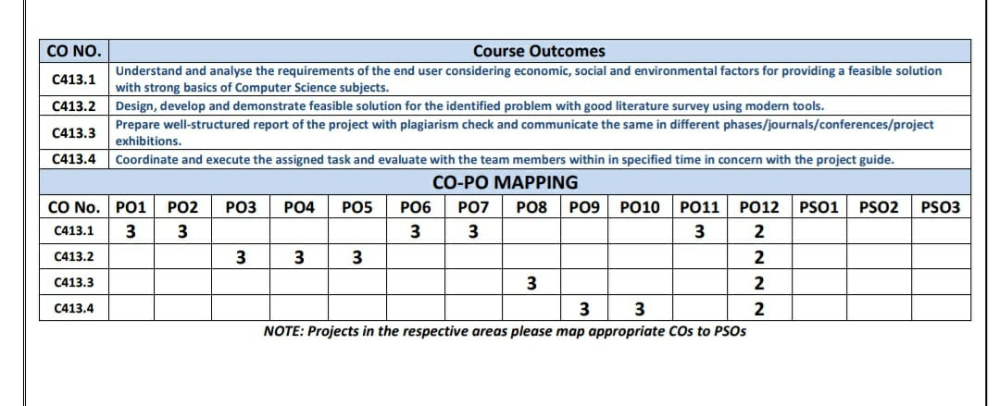 CO NO. Course Outcomes
C413.1 Understand and analyse the requirements of the end user considering economic, social and environmental factors for providing a feasible solution
with strong basics of Computer Science subjects.
C413.2 Design, develop and demonstrate feasible solution for the identified problem with good literature survey using modern tools.
C413.3 Prepare well-structured report of the project with plagiarism check and communicate the same in different phases/journals/conferences/project
exhibitions.
C413.4 Coordinate and execute the assigned task and evaluate with the team members within in specified time in concern with the project guide.
CO-PO MAPPING
CO No. PO1 PO2 PO3 PO4 PO5 PO6 PO7 PO8 PO9 PO10 PO11 PO12 PSO1 PSO2 PSO3
C413.1 3 3 3 3 3 2
C413.2 3 3 3 2
C413.3 3 2
C413.4 3 3 2
NOTE: Projects in the respective areas please map appropriate COs to PSOs